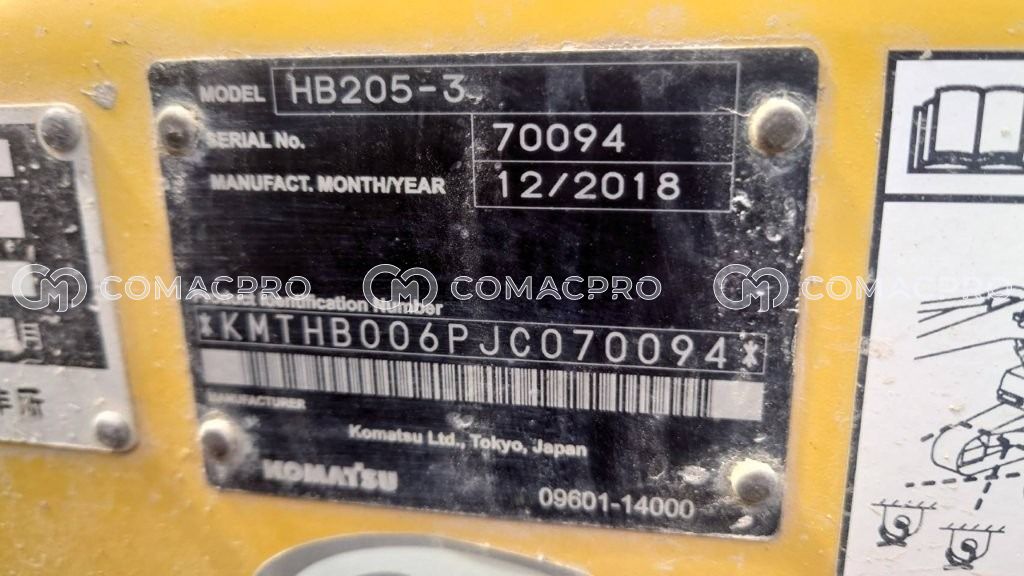 MODEL HB205-3
SERIAL No. 70094
MANUFACT. MONTH/YEAR 12/2018
COMACPRO COMACPRO
Identification Number
*KMTHB006PJC070094*
MANUFACTURER
Komatsu Ltd., Tokyo, Japan
KOMATSU
09601-14000
月